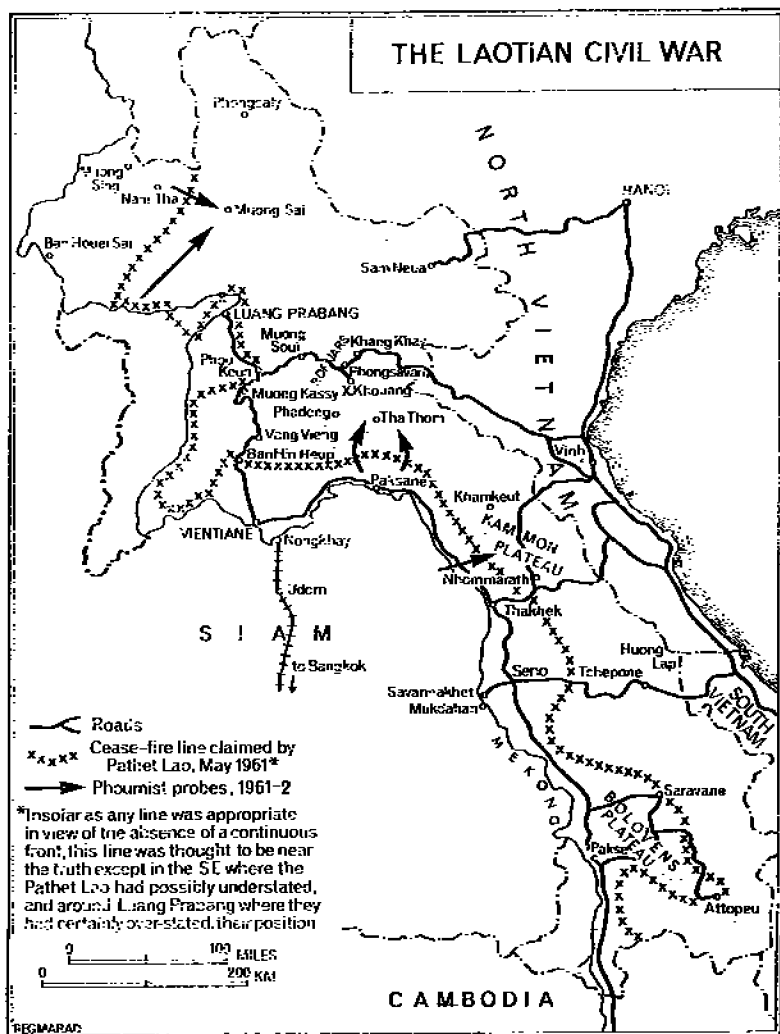 THE LAOTIAN CIVIL WAR
Phongsaly
NORTH VIETNAM
HANOI
Muong
Sing
Nam Tha
Muong Sai
Ban Houei Sai
Sam Neua
LUANG PRABANG
Muong
Soui
Khang Khay
Phou
Keun
Phongsavan
Muong Kassy
Khouang
Phadeng
Tha Thom
Vang Vieng
Ban Hin Heup
Vinh
Paksane
Khamkeut
VIENTIANE
Nongkhay
KAMMON
PLATEAU
Nhommarath
Udorn
Thakhek
SIAM
Huong
Lap
to Bangkok
Seno
Tchepone
Savannakhet
Mukdahan
SOUTH
VIETNAM
MEKONG
Roads
Cease-fire line claimed by
Pathet Lao, May 1961*
Phoumist probes, 1961-2
Saravane
BOLOVENS
PLATEAU
Pakse
Attopeu
*Insofar as any line was appropriate
in view of the absence of a continuous
front, this line was thought to be near
the truth except in the SE where the
Pathet Lao had possibly understated,
and around Luang Prabang where they
had certainly over-stated, their position
0 100 MILES
0 200 KM
CAMBODIA
REGMARAD